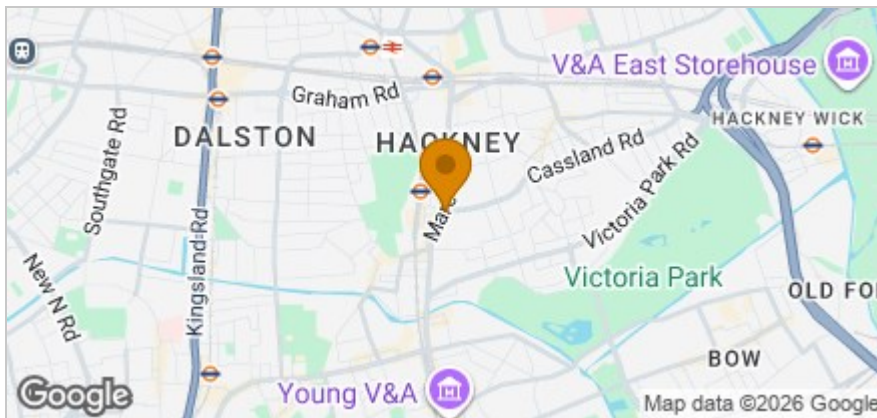 V&A East Storehouse
Graham Rd
HACKNEY WICK
DALSTON
HACKNEY
Cassland Rd
Southgate Rd
Victoria Park Rd
Mare
Kingsland Rd
New N Rd
Victoria Park
OLD FO
BOW
Young V&A
Google
Map data ©2026 Google